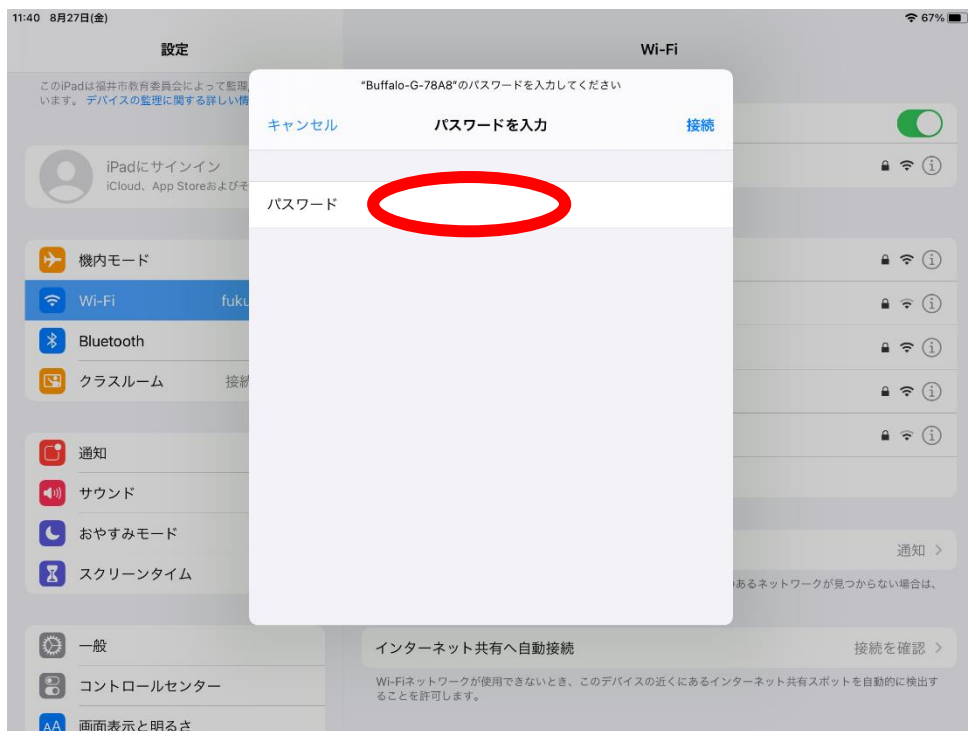 11:40 8月27日(金)
67%
設定
Wi-Fi
このiPadは福井市教育委員会によって監理
います。デバイスの監理に関する詳しい情
iPadにサインイン
iCloud、App Storeおよびそ
機内モード
Wi-Fi fuku
Bluetooth
クラスルーム 接続
通知
サウンド
おやすみモード
スクリーンタイム
一般
コントロールセンター
AA 画面表示と明るさ
"Buffalo-G-78A8"のパスワードを入力してください
キャンセル パスワードを入力 接続
パスワード
通知
あるネットワークが見つからない場合は、
インターネット共有へ自動接続 接続を確認
Wi-Fiネットワークが使用できないとき、このデバイスの近くにあるインターネット共有スポットを自動的に検出す
ることを許可します。